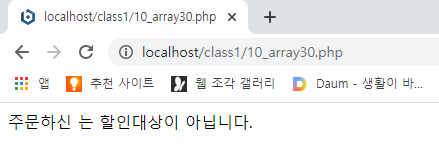 localhost/class1/10_array30.php
localhost/class1/10_array30.php
앱 추천 사이트 웹 조각 갤러리 Daum - 생활이 바...
주문하신 는 할인대상이 아닙니다.